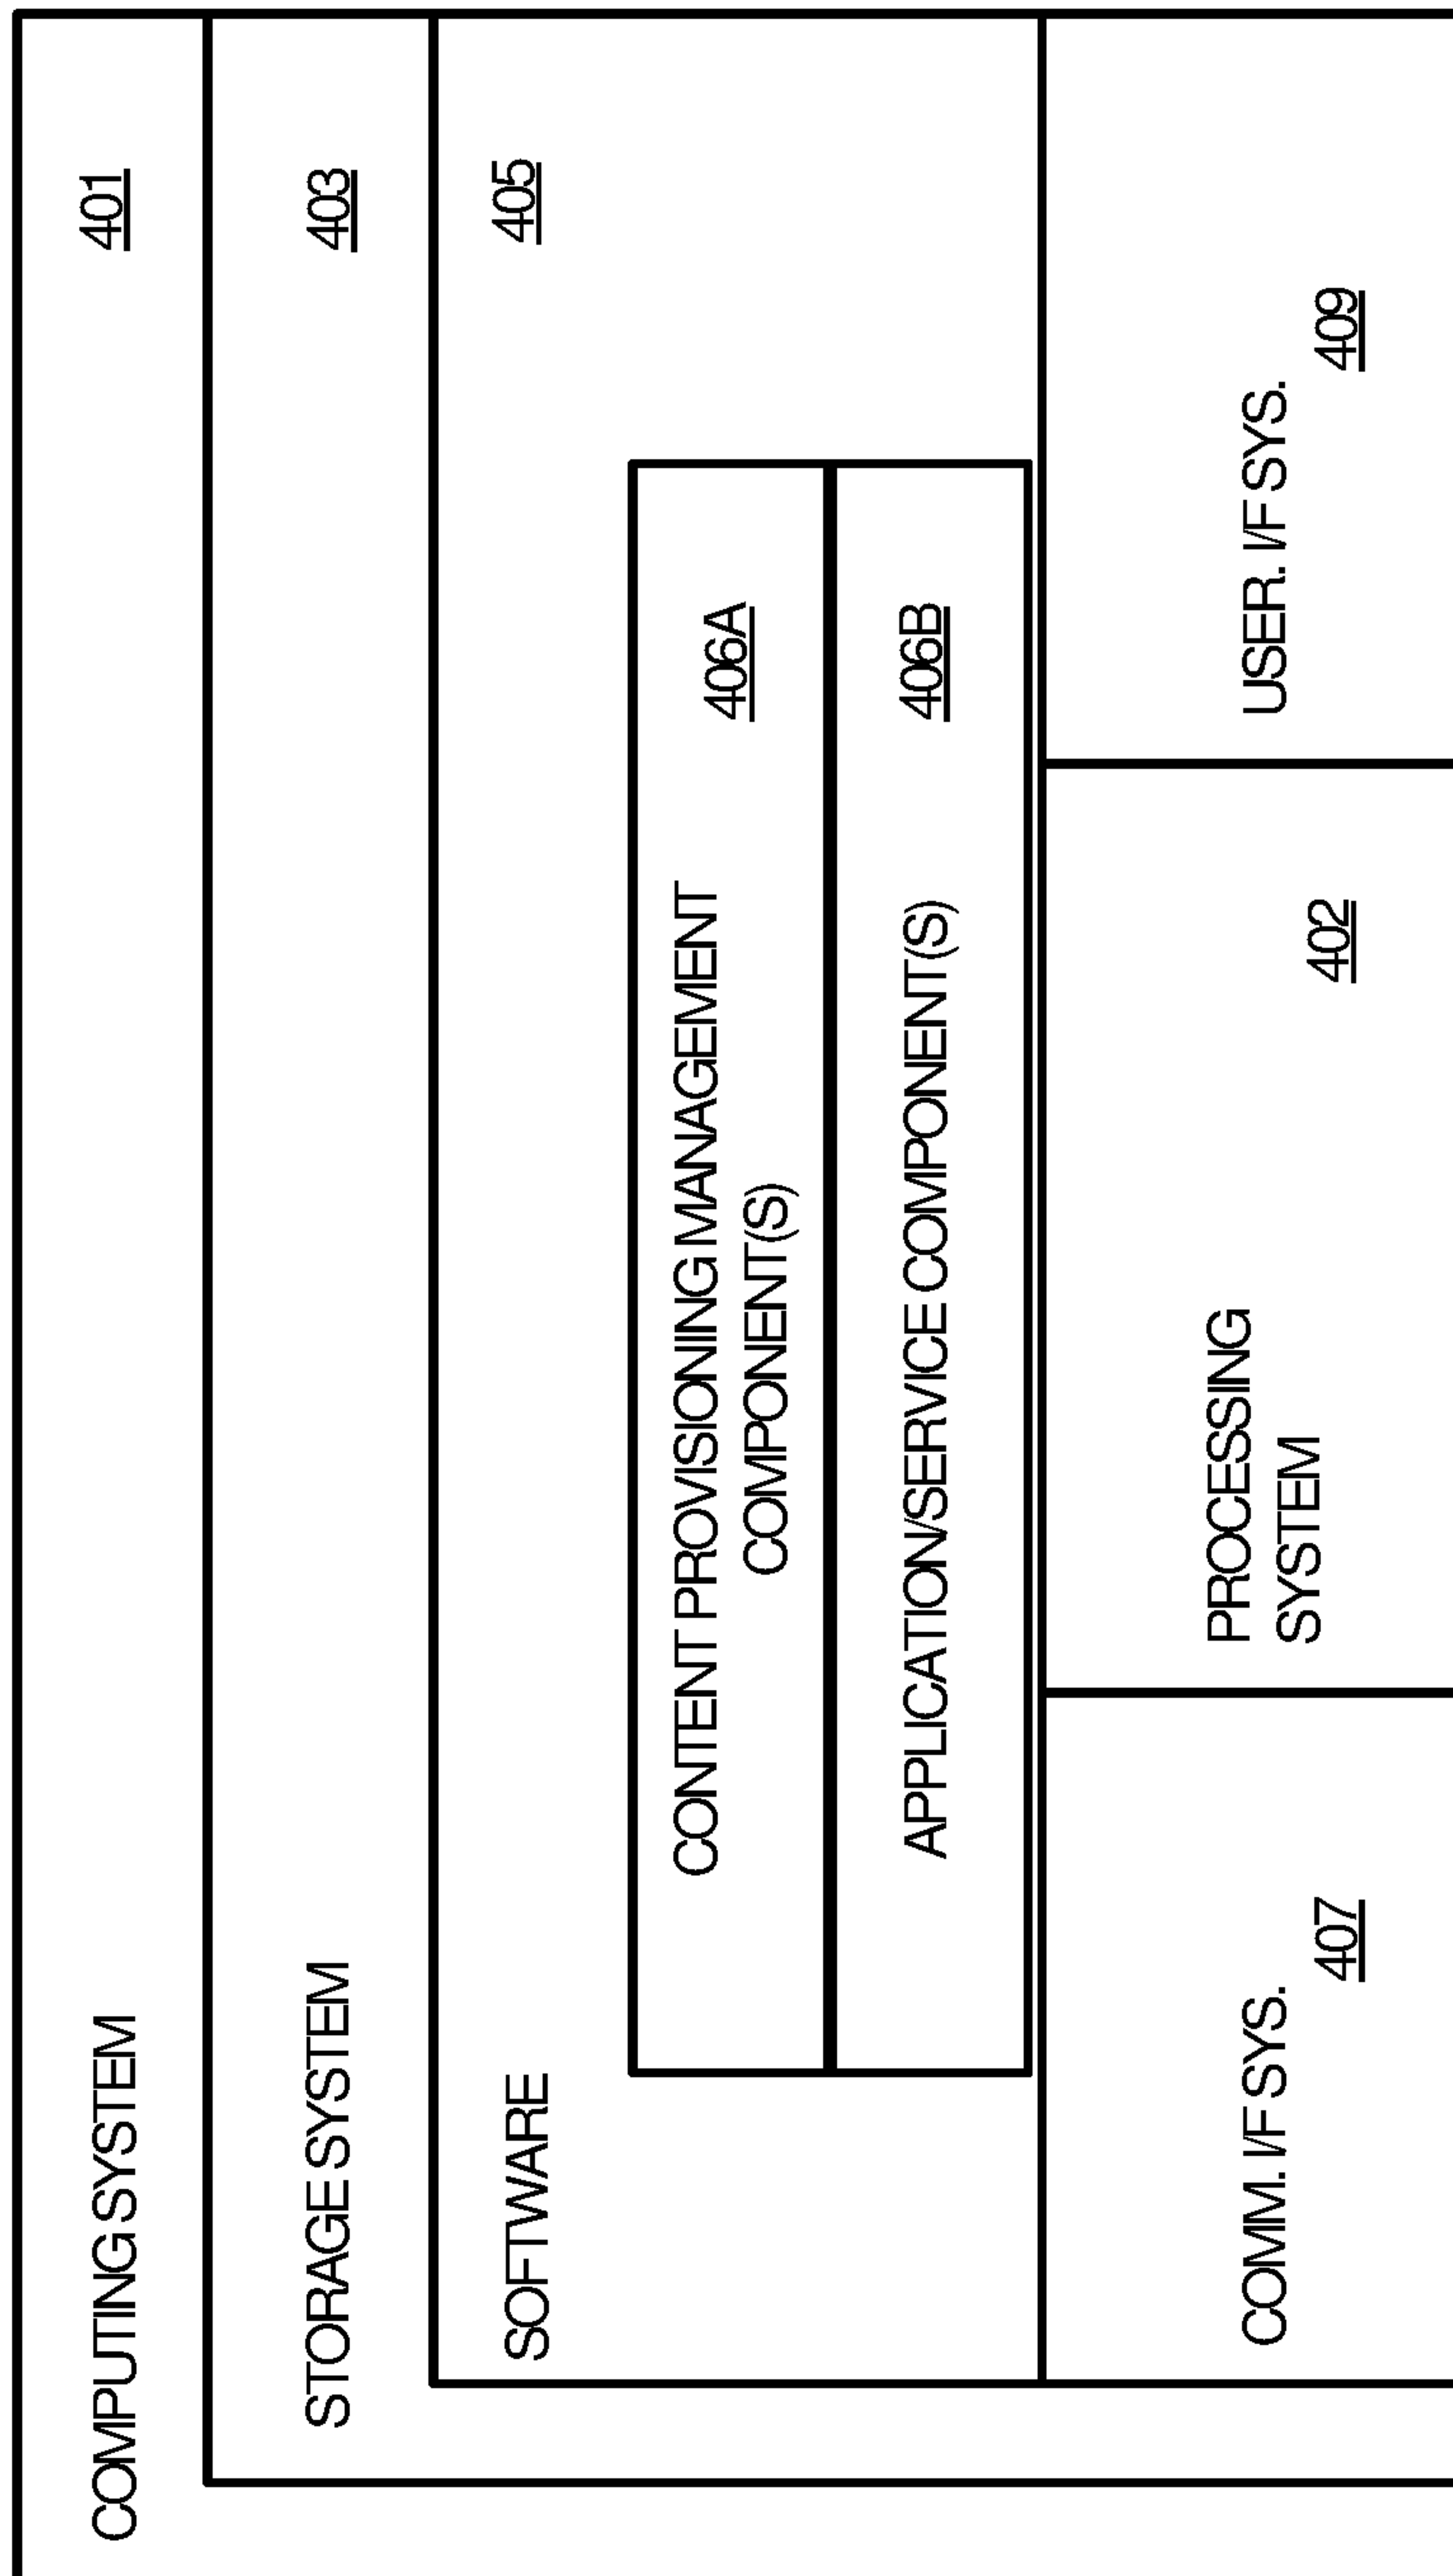 COMPUTING SYSTEM 401
STORAGE SYSTEM 403
SOFTWARE 405
CONTENT PROVISIONING MANAGEMENT
COMPONENT(S)
406A
APPLICATION/SERVICE COMPONENT(S) 406B
COMM. I/F SYS.
407
PROCESSING
SYSTEM
402
USER. I/F SYS.
409